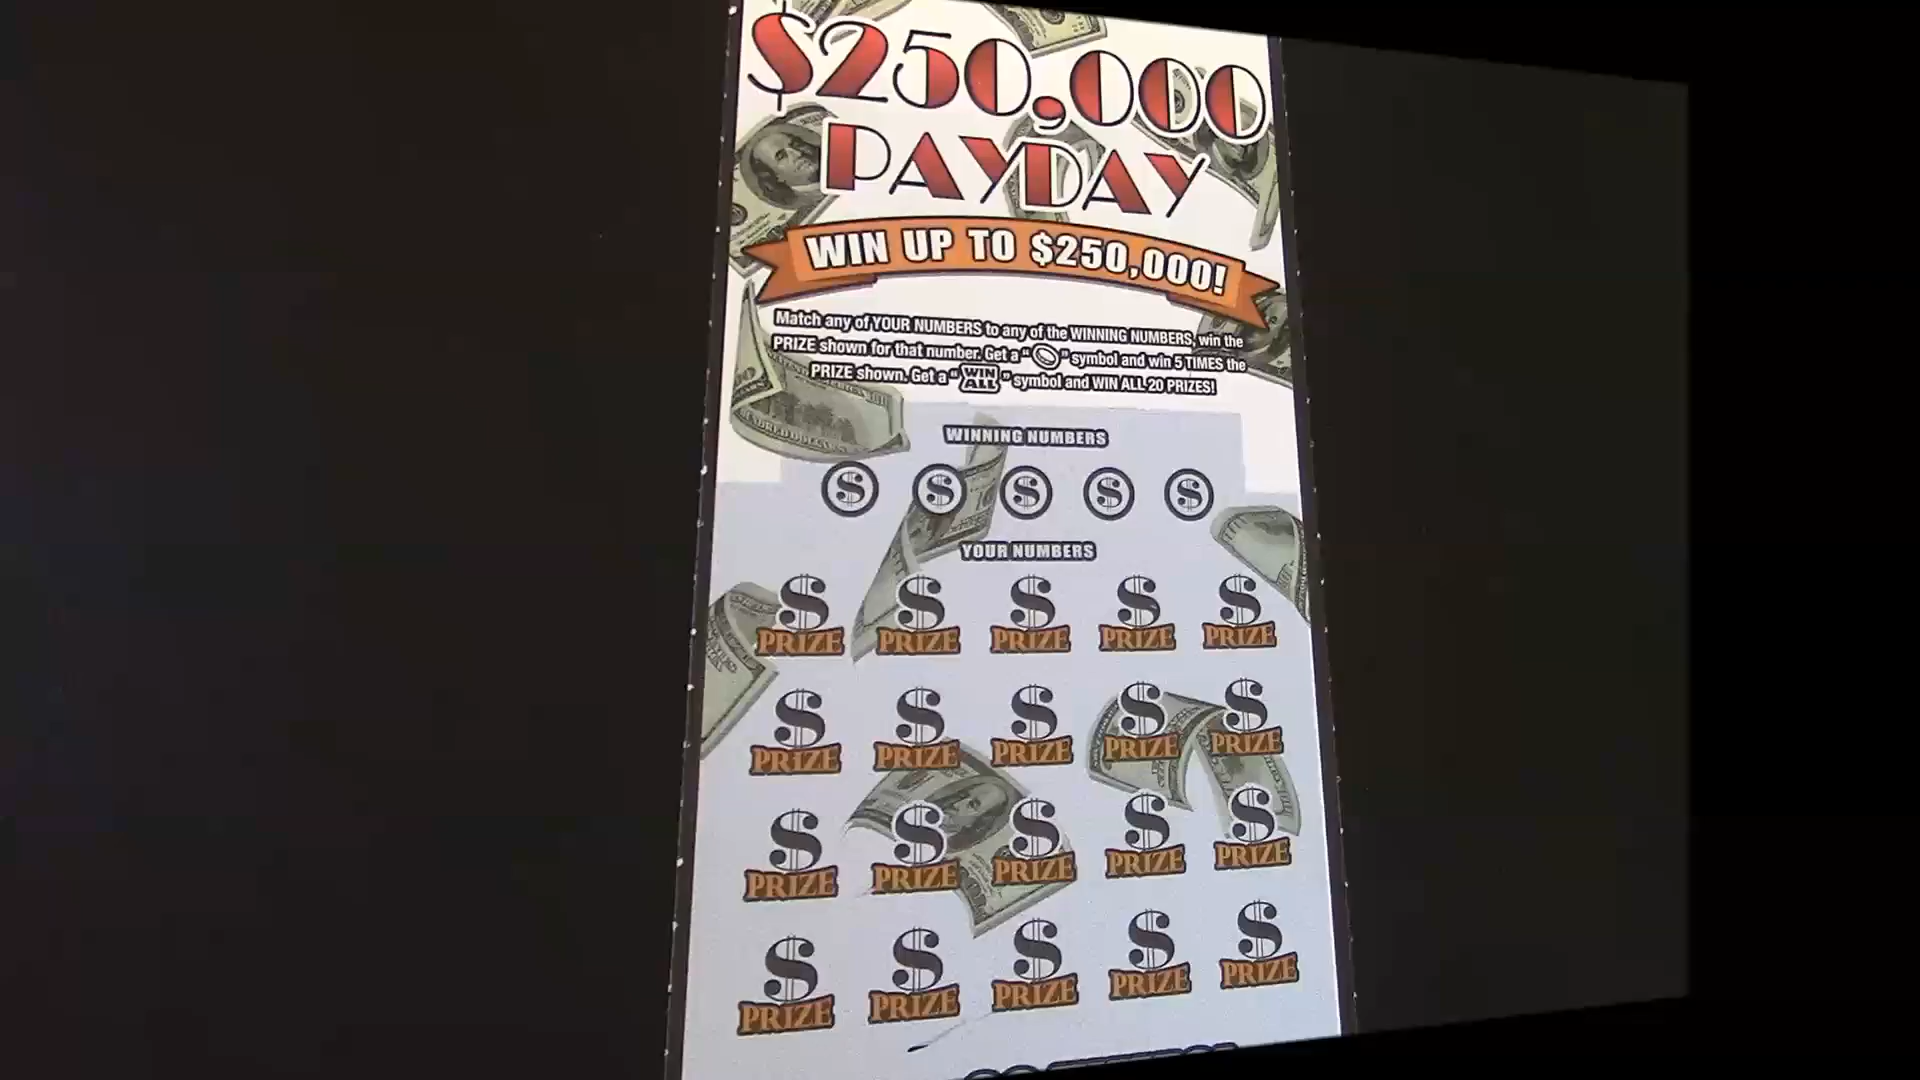 $250,000
PAYDAY
WIN UP TO $250,000!
Match any of YOUR NUMBERS to any of the WINNING NUMBERS, win the
PRIZE shown for that number. Get a " " symbol and win 5 TIMES the
PRIZE shown. Get a "WIN ALL" symbol and WIN ALL 20 PRIZES!
WINNING NUMBERS
$ $ $ $ $
YOUR NUMBERS
$ $ $ $ $
PRIZE PRIZE PRIZE PRIZE PRIZE
$ $ $ $ $
PRIZE PRIZE PRIZE PRIZE PRIZE
$ $ $ $ $
PRIZE PRIZE PRIZE PRIZE PRIZE
$ $ $ $ $
PRIZE PRIZE PRIZE PRIZE PRIZE